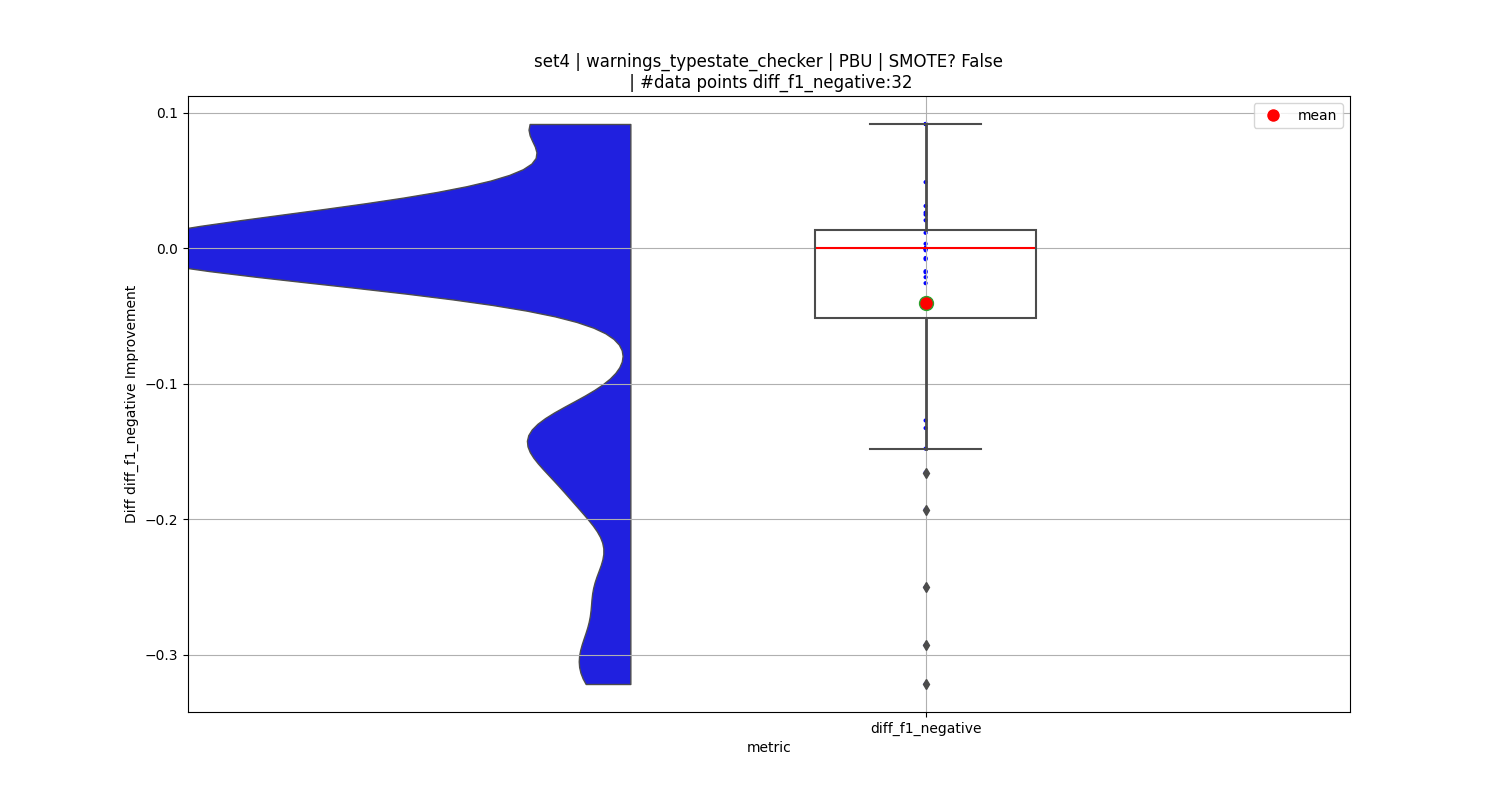 set4 | warnings_typestate_checker | PBU | SMOTE? False
| #data points diff_f1_negative:32
mean
0.1
0.0
−0.1
−0.2
−0.3
Diff diff_f1_negative Improvement
diff_f1_negative
metric